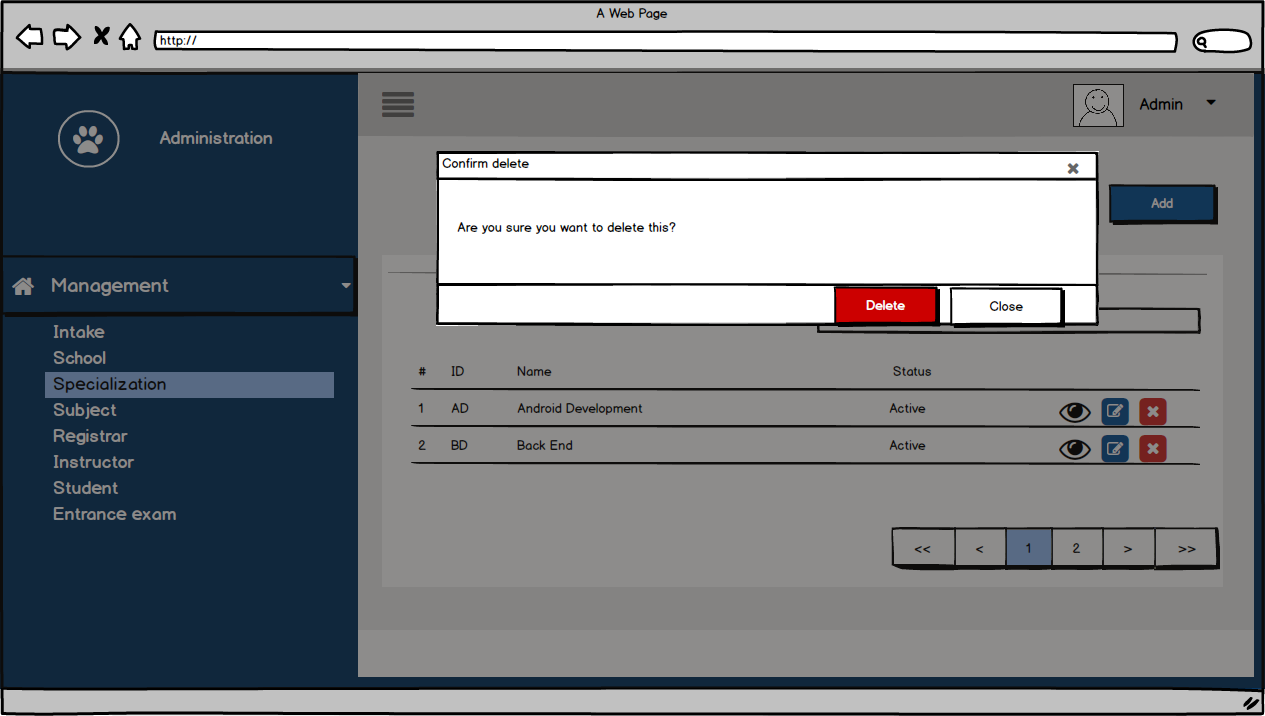 A Web Page
http://
Administration
Admin
Confirm delete
Are you sure you want to delete this?
Delete
Close
Add
Management
Intake
School
Specialization
Subject
Registrar
Instructor
Student
Entrance exam
# ID Name Status
1 AD Android Development Active
2 BD Back End Active
<< < 1 2 > >>